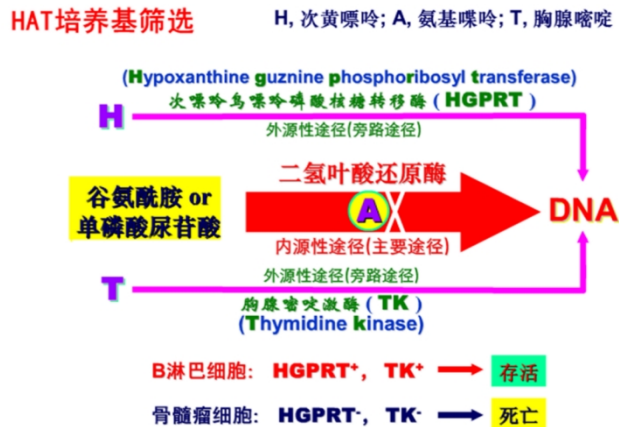 HAT培养基筛选
H, 次黄嘌呤; A, 氨基喋呤; T, 胸腺嘧啶
(Hypoxanthine guznine phosphoribosyl transferase)
次嘌呤鸟嘌呤磷酸核糖转移酶 (HGPRT)
H
外源性途径(旁路途径)
二氢叶酸还原酶
谷氨酰胺 or
单磷酸尿苷酸
A
DNA
内源性途径(主要途径)
外源性途径(旁路途径)
T
胸腺嘧啶激酶 (TK)
(Thymidine kinase)
B淋巴细胞: HGPRT⁺, TK⁺ 存活
骨髓瘤细胞: HGPRT⁻, TK⁻ 死亡